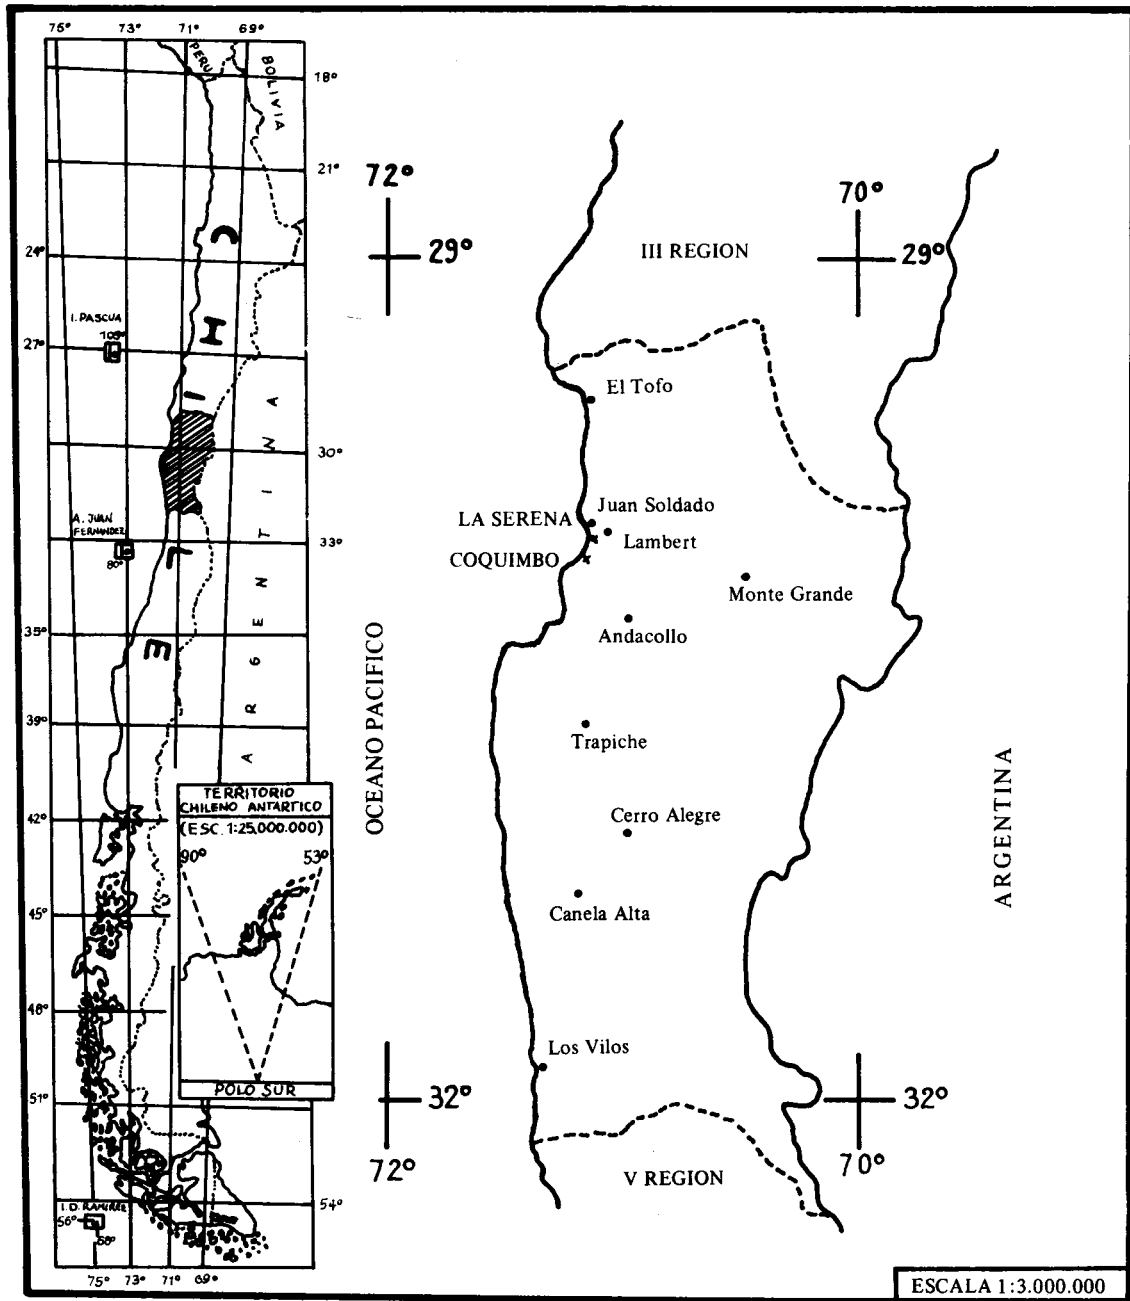 75° 73° 71° 69°
PERU
BOLIVIA
18°
21°
24°
I. PASCUA
109°
27°
30°
A. JUAN
FERNANDEZ
80°
33°
35°
39°
42°
45°
48°
51°
54°
CHILE
ARGENTINA
TERRITORIO
CHILENO ANTARTICO
(ESC. 1:25.000.000)
90° 53°
POLO SUR
I. D. RAMIREZ
56°
68°
75° 73° 71° 69°
72°
29°
70°
29°
III REGION
El Tofo
Juan Soldado
LA SERENA
Lambert
COQUIMBO
Monte Grande
Andacollo
OCEANO PACIFICO
Trapiche
Cerro Alegre
ARGENTINA
Canela Alta
Los Vilos
32°
72°
32°
70°
V REGION
ESCALA 1:3.000.000